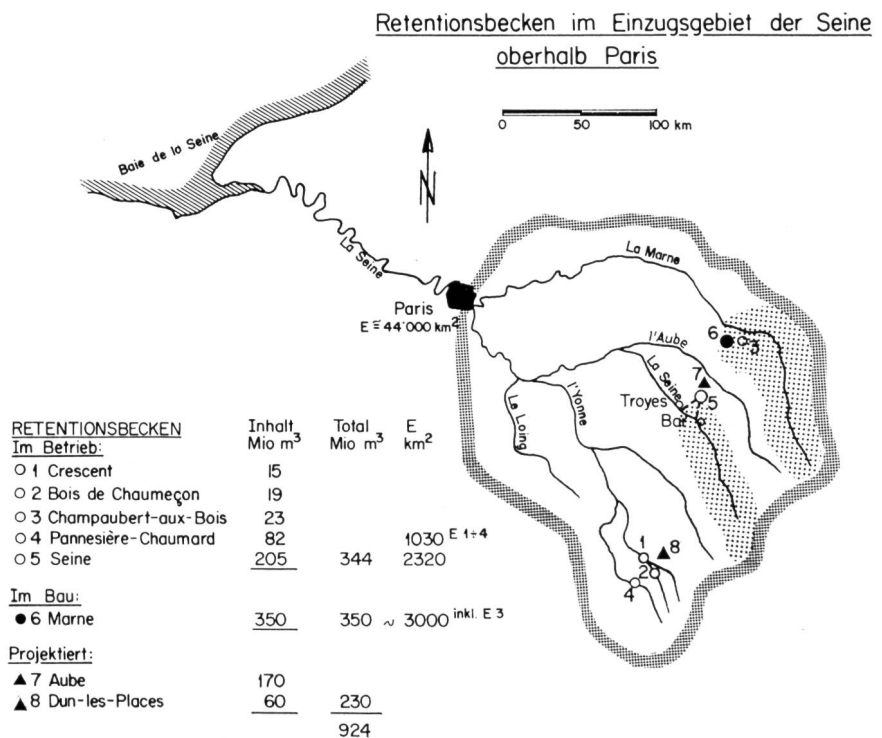 Retentionsbecken im Einzugsgebiet der Seine
oberhalb Paris
0 50 100 km
N
Baie de la Seine
La Seine
Paris
E ≅ 44'000 km²
La Marne
l'Aube
La Seine
Troyes
Bar
Le Loing
l'Yonne
6
3
7
5
1
8
2
4
RETENTIONSBECKEN Inhalt Total E
Im Betrieb: Mio m³ Mio m³ km²
○ 1 Crescent 15
○ 2 Bois de Chaumeçon 19
○ 3 Champaubert-aux-Bois 23
○ 4 Pannesière-Chaumard 82 1030 E 1÷4
○ 5 Seine 205 344 2320
Im Bau:
● 6 Marne 350 350 ~ 3000 inkl. E 3
Projektiert:
▲ 7 Aube 170
▲ 8 Dun-les-Places 60 230
924